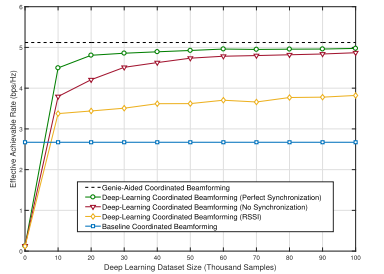 6
5
4
3
2
1
0
Effective Achievable Rate (bps/Hz)
Genie-Aided Coordinated Beamforming
Deep-Learning Coordinated Beamforming (Perfect Synchronization)
Deep-Learning Coordinated Beamforming (No Synchronization)
Deep-Learning Coordinated Beamforming (RSSI)
Baseline Coordinated Beamforming
0 10 20 30 40 50 60 70 80 90 100
Deep Learning Dataset Size (Thousand Samples)